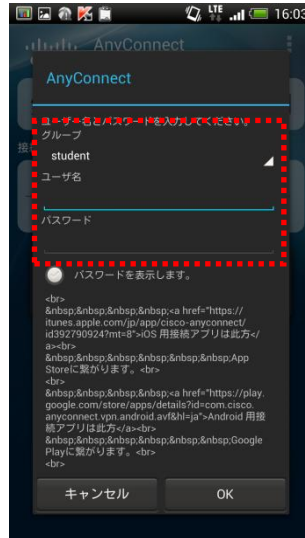 LTE 16:03
AnyConnect
AnyConnect
ユーザー名とパスワードを入力してください。
グループ
接
student
ユーザ名
パスワード
パスワードを表示します。
<br>
&nbsp;&nbsp;&nbsp;&nbsp;<a href="https://
itunes.apple.com/jp/app/cisco-anyconnect/
id392790924?mt=8">iOS 用接続アプリは此方</
a><br>
&nbsp;&nbsp;&nbsp;&nbsp;&nbsp;&nbsp;App
Storeに繋がります。<br>
<br>
&nbsp;&nbsp;&nbsp;&nbsp;<a href="https://play.
google.com/store/apps/details?id=com.cisco.
anyconnect.vpn.android.avf&hl=ja">Android 用接
続アプリは此方</a><br>
&nbsp;&nbsp;&nbsp;&nbsp;&nbsp;&nbsp;Google
Playに繋がります。<br>
<br>
キャンセル OK